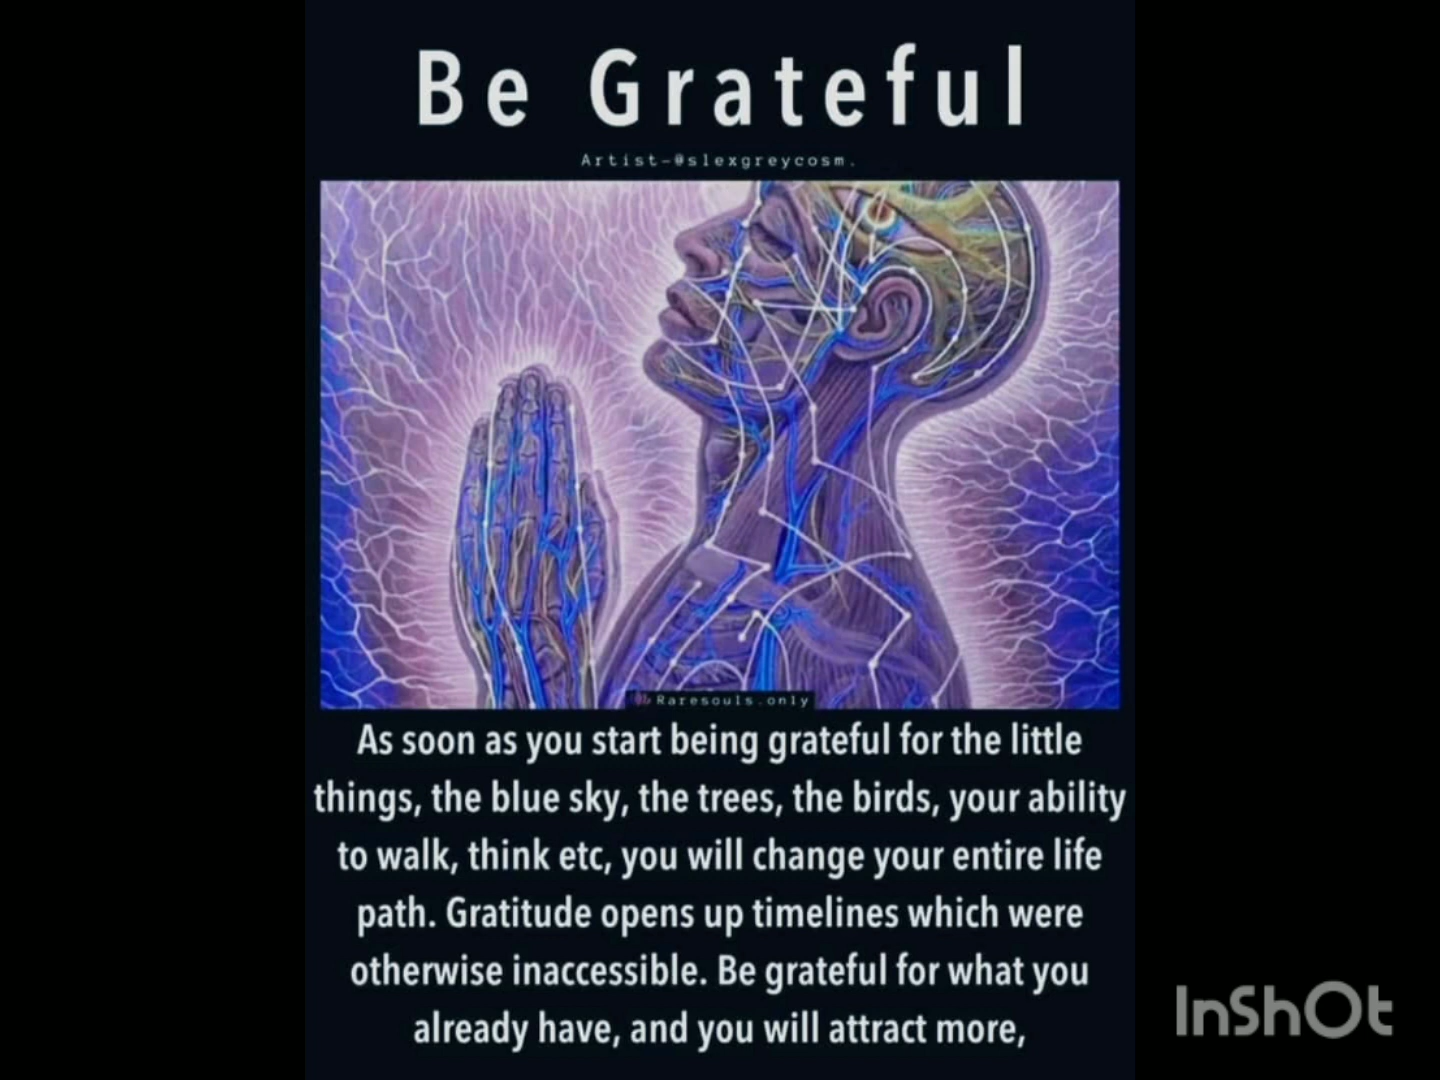 Be Grateful
Artist-@slexgreycosm.
Raresouls.only
As soon as you start being grateful for the little
things, the blue sky, the trees, the birds, your ability
to walk, think etc, you will change your entire life
path. Gratitude opens up timelines which were
otherwise inaccessible. Be grateful for what you
already have, and you will attract more,
InShOt